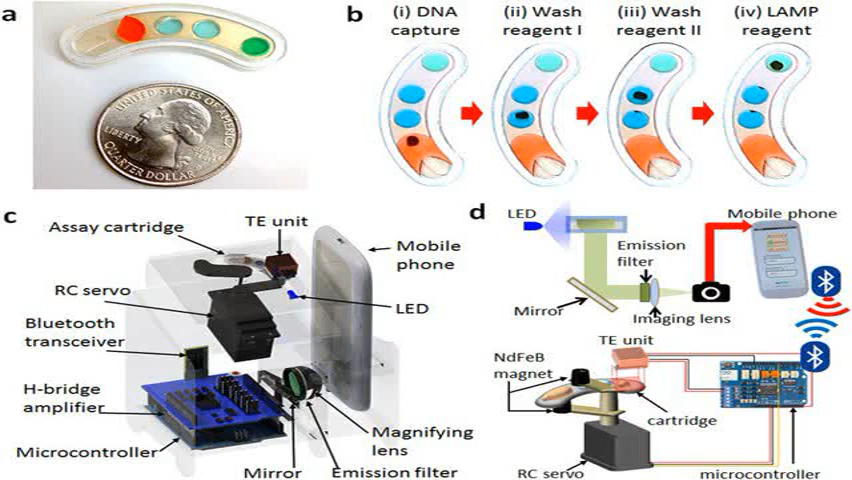 a
UNITED STATES OF AMERICA
LIBERTY
QUARTER DOLLAR
b
(i) DNA
capture
(ii) Wash
reagent I
(iii) Wash
reagent II
(iv) LAMP
reagent
c
Assay cartridge
TE unit
Mobile
phone
RC servo
LED
Bluetooth
transceiver
H-bridge
amplifier
Microcontroller
Mirror
Emission filter
Magnifying
lens
d
LED
Mobile phone
Emission
filter
Mirror
Imaging lens
TE unit
NdFeB
magnet
cartridge
RC servo
microcontroller